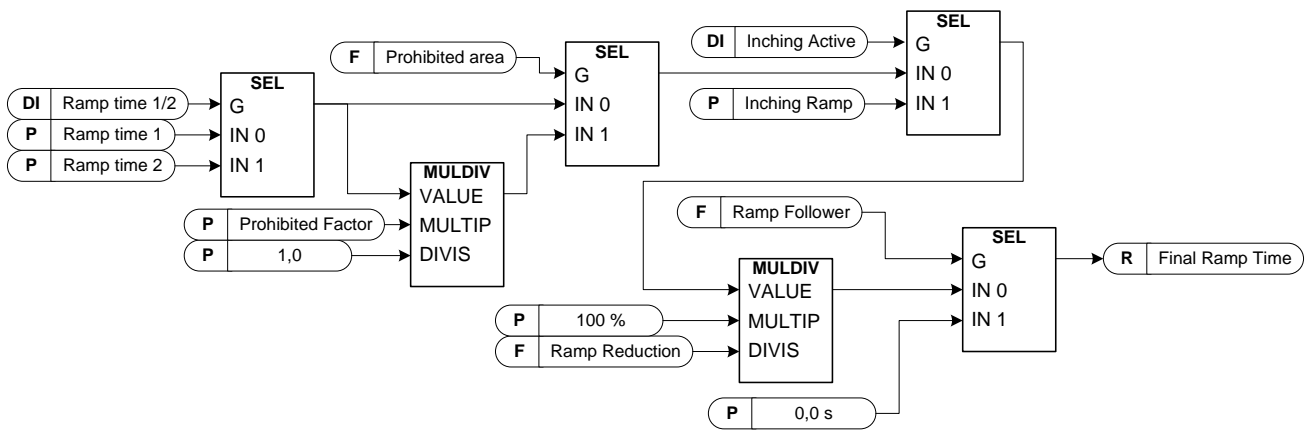 SEL
DI Inching Active
G
IN 0
P Inching Ramp
IN 1
SEL
F Prohibited area
G
IN 0
IN 1
SEL
DI Ramp time 1/2
G
P Ramp time 1
IN 0
P Ramp time 2
IN 1
MULDIV
VALUE
P Prohibited Factor
MULTIP
P 1,0
DIVIS
F Ramp Follower
SEL
G
IN 0
IN 1
R Final Ramp Time
MULDIV
VALUE
P 100 %
MULTIP
F Ramp Reduction
DIVIS
P 0,0 s